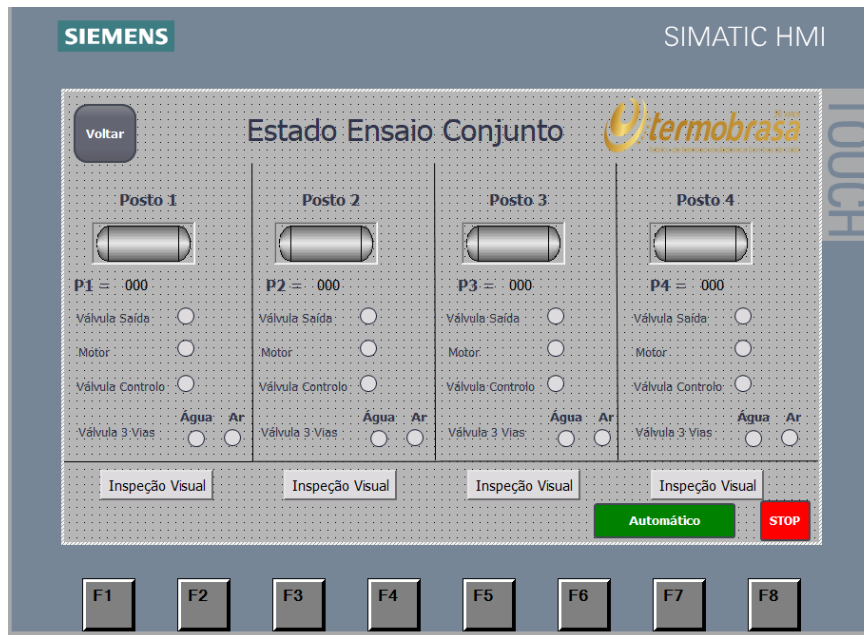 SIEMENS
SIMATIC HMI
TOUCH
Voltar
Estado Ensaio Conjunto
termobrasa
Posto 1
Posto 2
Posto 3
Posto 4
P1 = 000
P2 = 000
P3 = 000
P4 = 000
Válvula Saída
Válvula Saída
Válvula Saída
Válvula Saída
Motor
Motor
Motor
Motor
Válvula Controlo
Válvula Controlo
Válvula Controlo
Válvula Controlo
Água Ar
Água Ar
Água Ar
Água Ar
Válvula 3 Vias
Válvula 3 Vias
Válvula 3 Vias
Válvula 3 Vias
Inspeção Visual
Inspeção Visual
Inspeção Visual
Inspeção Visual
Automático
STOP
F1
F2
F3
F4
F5
F6
F7
F8